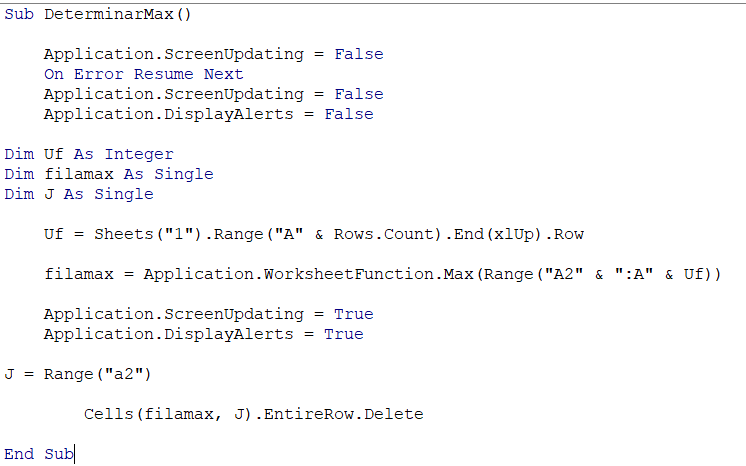 Sub DeterminarMax()
Application.ScreenUpdating = False
On Error Resume Next
Application.ScreenUpdating = False
Application.DisplayAlerts = False
Dim Uf As Integer
Dim filamax As Single
Dim J As Single
Uf = Sheets("1").Range("A" & Rows.Count).End(xlUp).Row
filamax = Application.WorksheetFunction.Max(Range("A2" & ":A" & Uf))
Application.ScreenUpdating = True
Application.DisplayAlerts = True
J = Range("a2")
Cells(filamax, J).EntireRow.Delete
End Sub